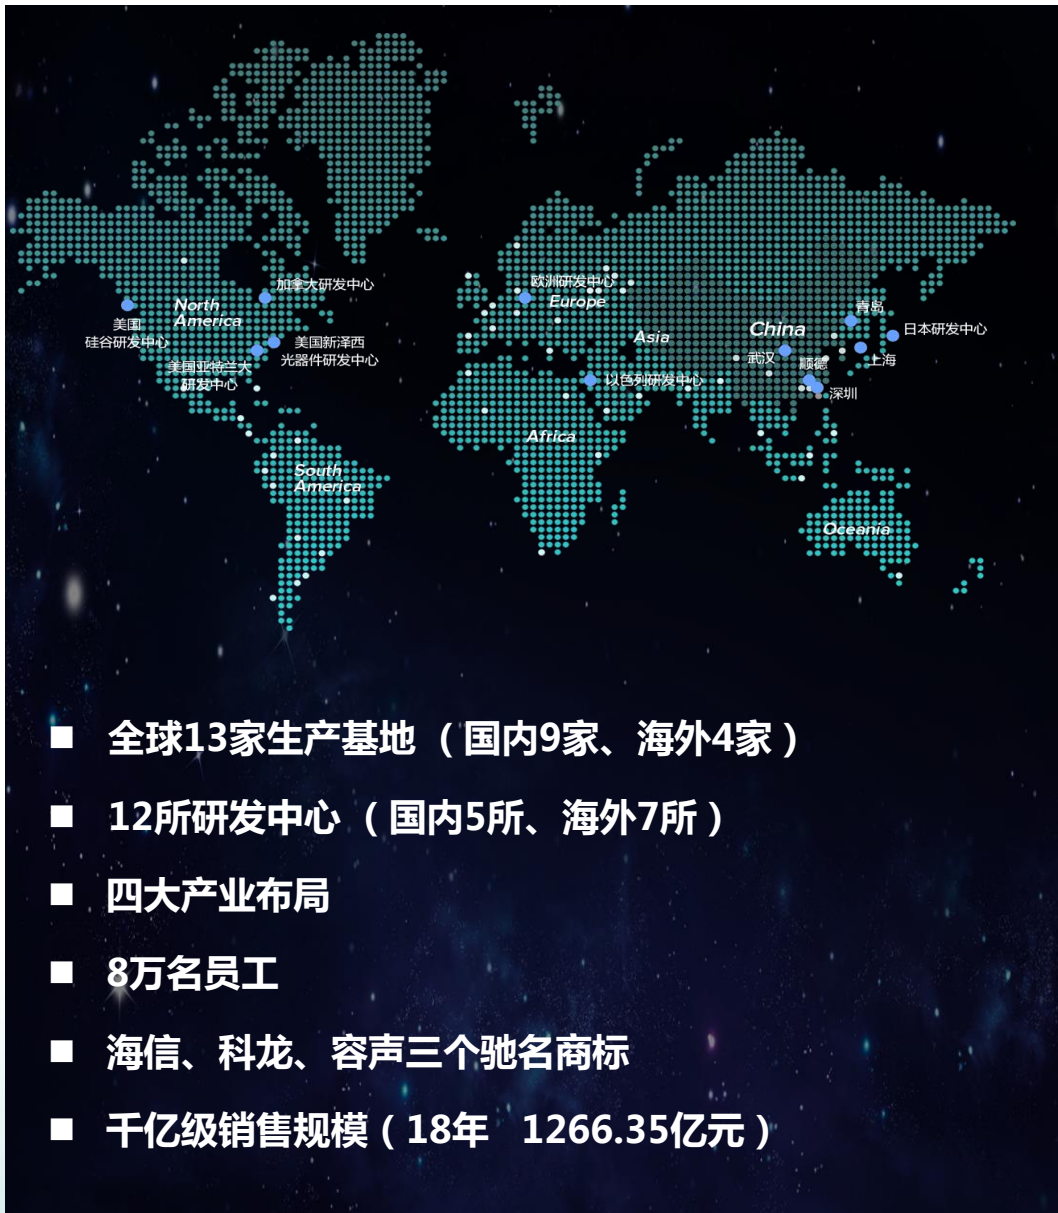 加拿大研发中心
欧洲研发中心
North
America
Europe
美国
硅谷研发中心
青岛
China
日本研发中心
Asia
美国新泽西
光器件研发中心
武汉
顺德
上海
美国亚特兰大
研发中心
以色列研发中心
深圳
Africa
South
America
Oceania
■ 全球13家生产基地（国内9家、海外4家）
■ 12所研发中心（国内5所、海外7所）
■ 四大产业布局
■ 8万名员工
■ 海信、科龙、容声三个驰名商标
■ 千亿级销售规模（18年 1266.35亿元）